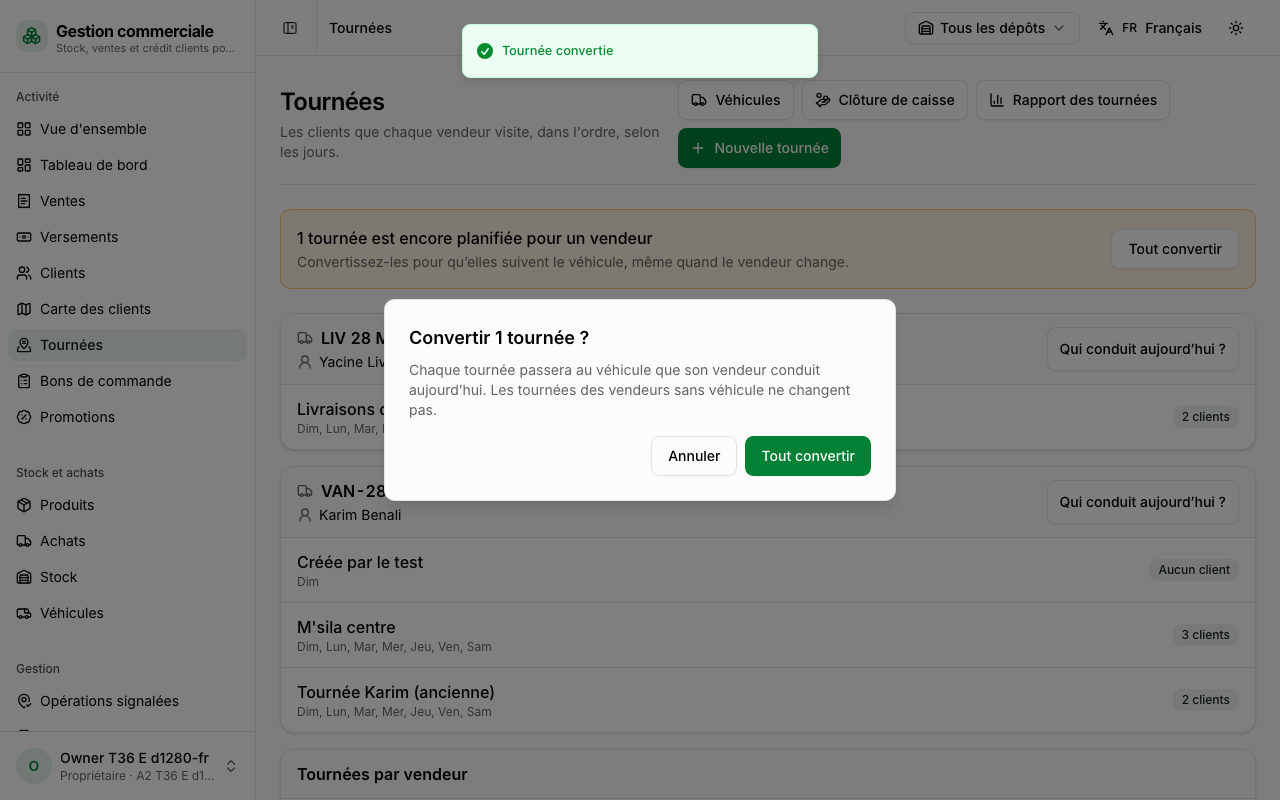 Gestion commerciale
Stock, ventes et crédit clients po...
Activité
Vue d'ensemble
Tableau de bord
Ventes
Versements
Clients
Carte des clients
Tournées
Bons de commande
Promotions
Stock et achats
Produits
Achats
Stock
Véhicules
Gestion
Opérations signalées
O
Owner T36 E d1280-fr
Propriétaire · A2 T36 E d1...
Tournées
Tournée convertie
Tous les dépôts
FR Français
Tournées
Les clients que chaque vendeur visite, dans l'ordre, selon
les jours.
Véhicules
Clôture de caisse
Rapport des tournées
Nouvelle tournée
1 tournée est encore planifiée pour un vendeur
Convertissez-les pour qu’elles suivent le véhicule, même quand le vendeur change.
Tout convertir
LIV 28
Yacine
Qui conduit aujourd’hui ?
Livraisons
Dim, Lun, Mar,
2 clients
Convertir 1 tournée ?
Chaque tournée passera au véhicule que son vendeur conduit
aujourd’hui. Les tournées des vendeurs sans véhicule ne changent
pas.
Annuler
Tout convertir
VAN-28
Karim Benali
Qui conduit aujourd’hui ?
Créée par le test
Dim
Aucun client
M'sila centre
Dim, Lun, Mar, Mer, Jeu, Ven, Sam
3 clients
Tournée Karim (ancienne)
Dim, Lun, Mar, Mer, Jeu, Ven, Sam
2 clients
Tournées par vendeur